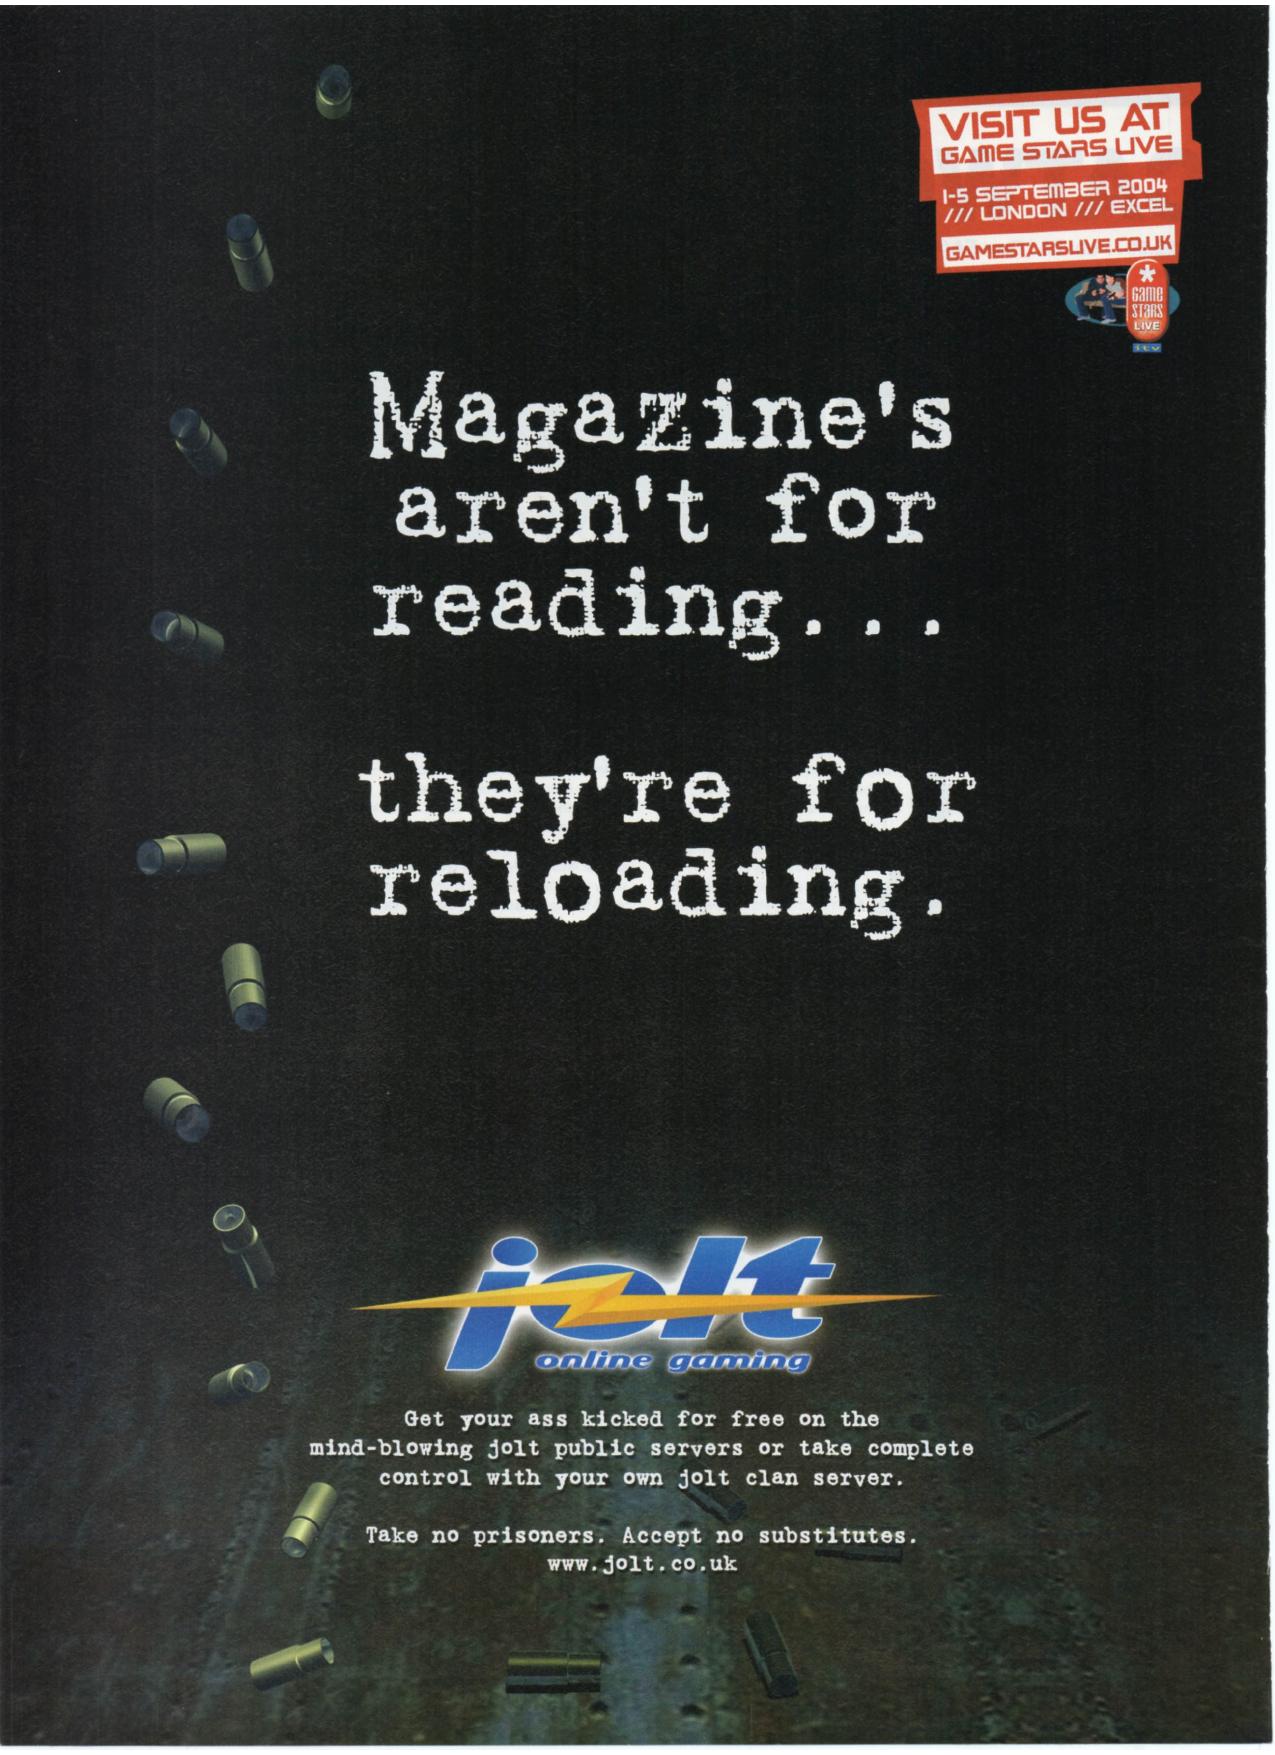 VISIT US AT
GAME STARS LIVE
1-5 SEPTEMBER 2004
/// LONDON /// EXCEL
GAMESTARSLIVE.CO.UK
*
GAME
STARS
LIVE
itv
Magazine's
aren't for
reading...
they're for
reloading.
jolt
online gaming
Get your ass kicked for free on the
mind-blowing jolt public servers or take complete
control with your own jolt clan server.
Take no prisoners. Accept no substitutes.
www.jolt.co.uk